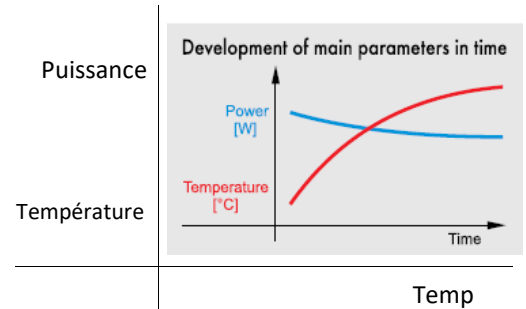 Development of main parameters in time
Puissance
Power
[W]
Temperature
[°C]
Température
Time
Temp